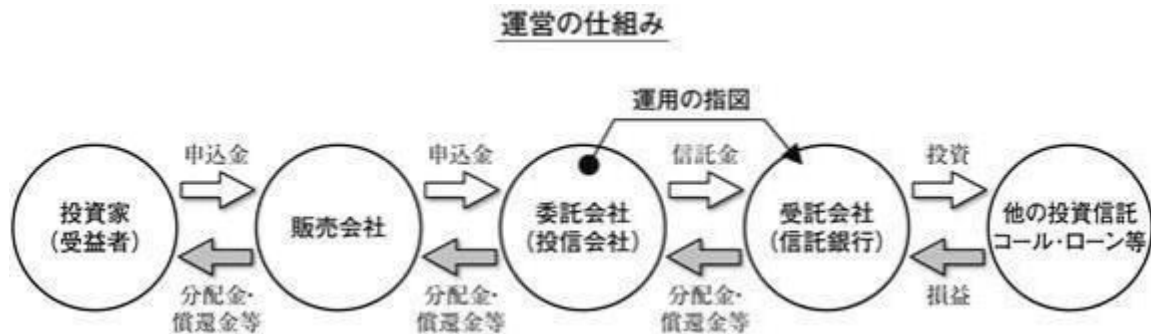 運営の仕組み
運用の指図
申込金
申込金
信託金
投資
投資家
(受益者)
販売会社
委託会社
(投信会社)
受託会社
(信託銀行)
他の投資信託
コール・ローン等
分配金・
償還金等
分配金・
償還金等
分配金・
償還金等
損益